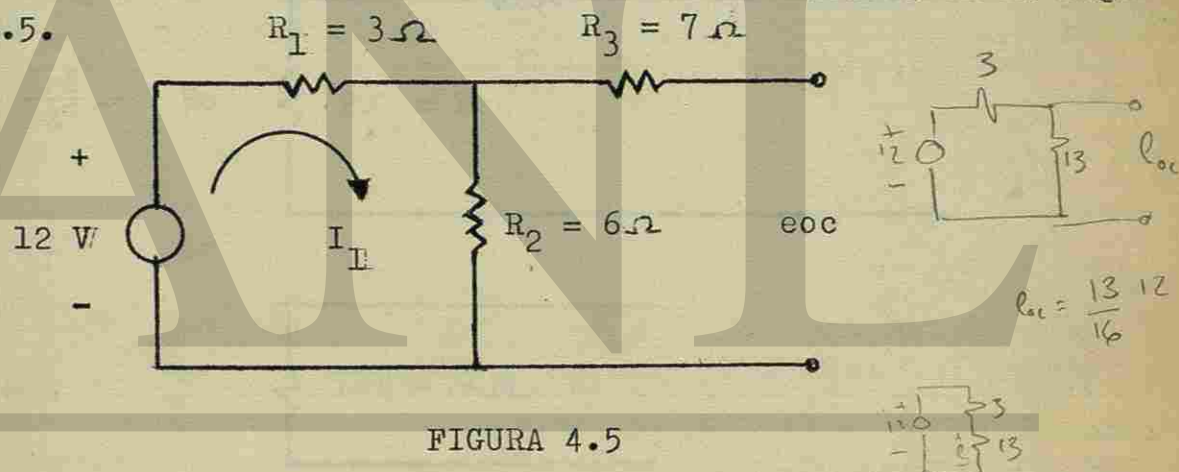 .5.
R₁ = 3Ω
R₃ = 7Ω
+
12 V
-
I₁
R₂ = 6Ω
eoc
FIGURA 4.5
3
+
12
-
13
eoc
eoc = 13/16 12
+
12
-
3
13
ANL